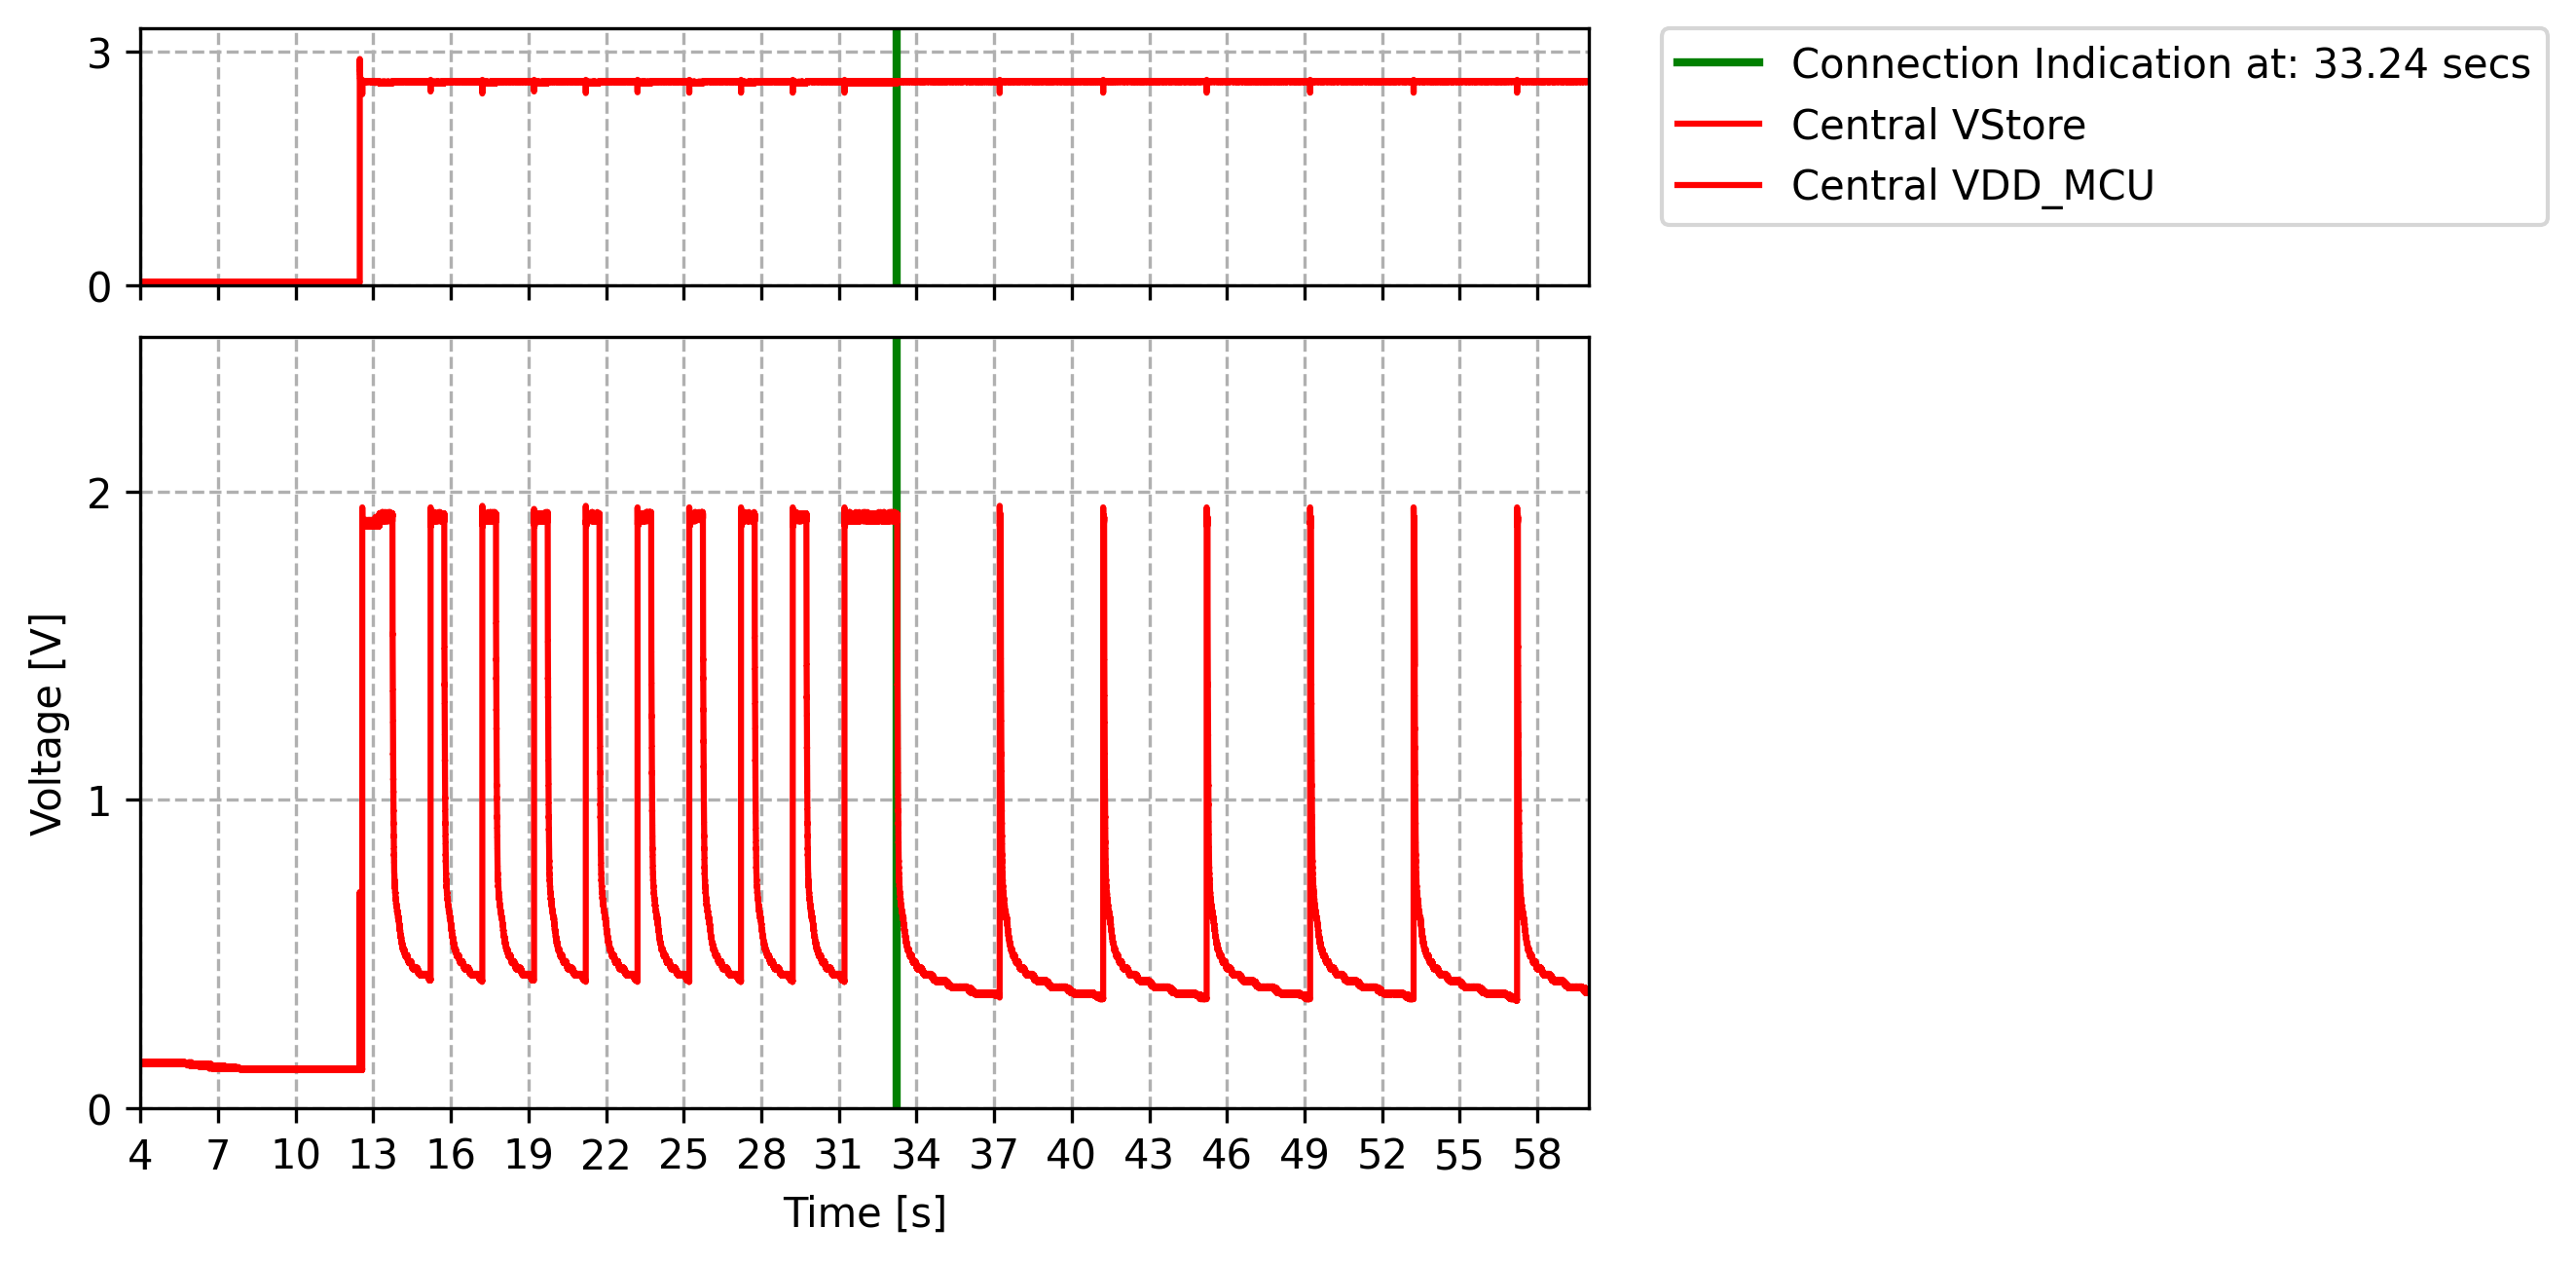 3
0
Connection Indication at: 33.24 secs
Central VStore
Central VDD_MCU
Voltage [V]
2
1
0
4 7 10 13 16 19 22 25 28 31 34 37 40 43 46 49 52 55 58
Time [s]